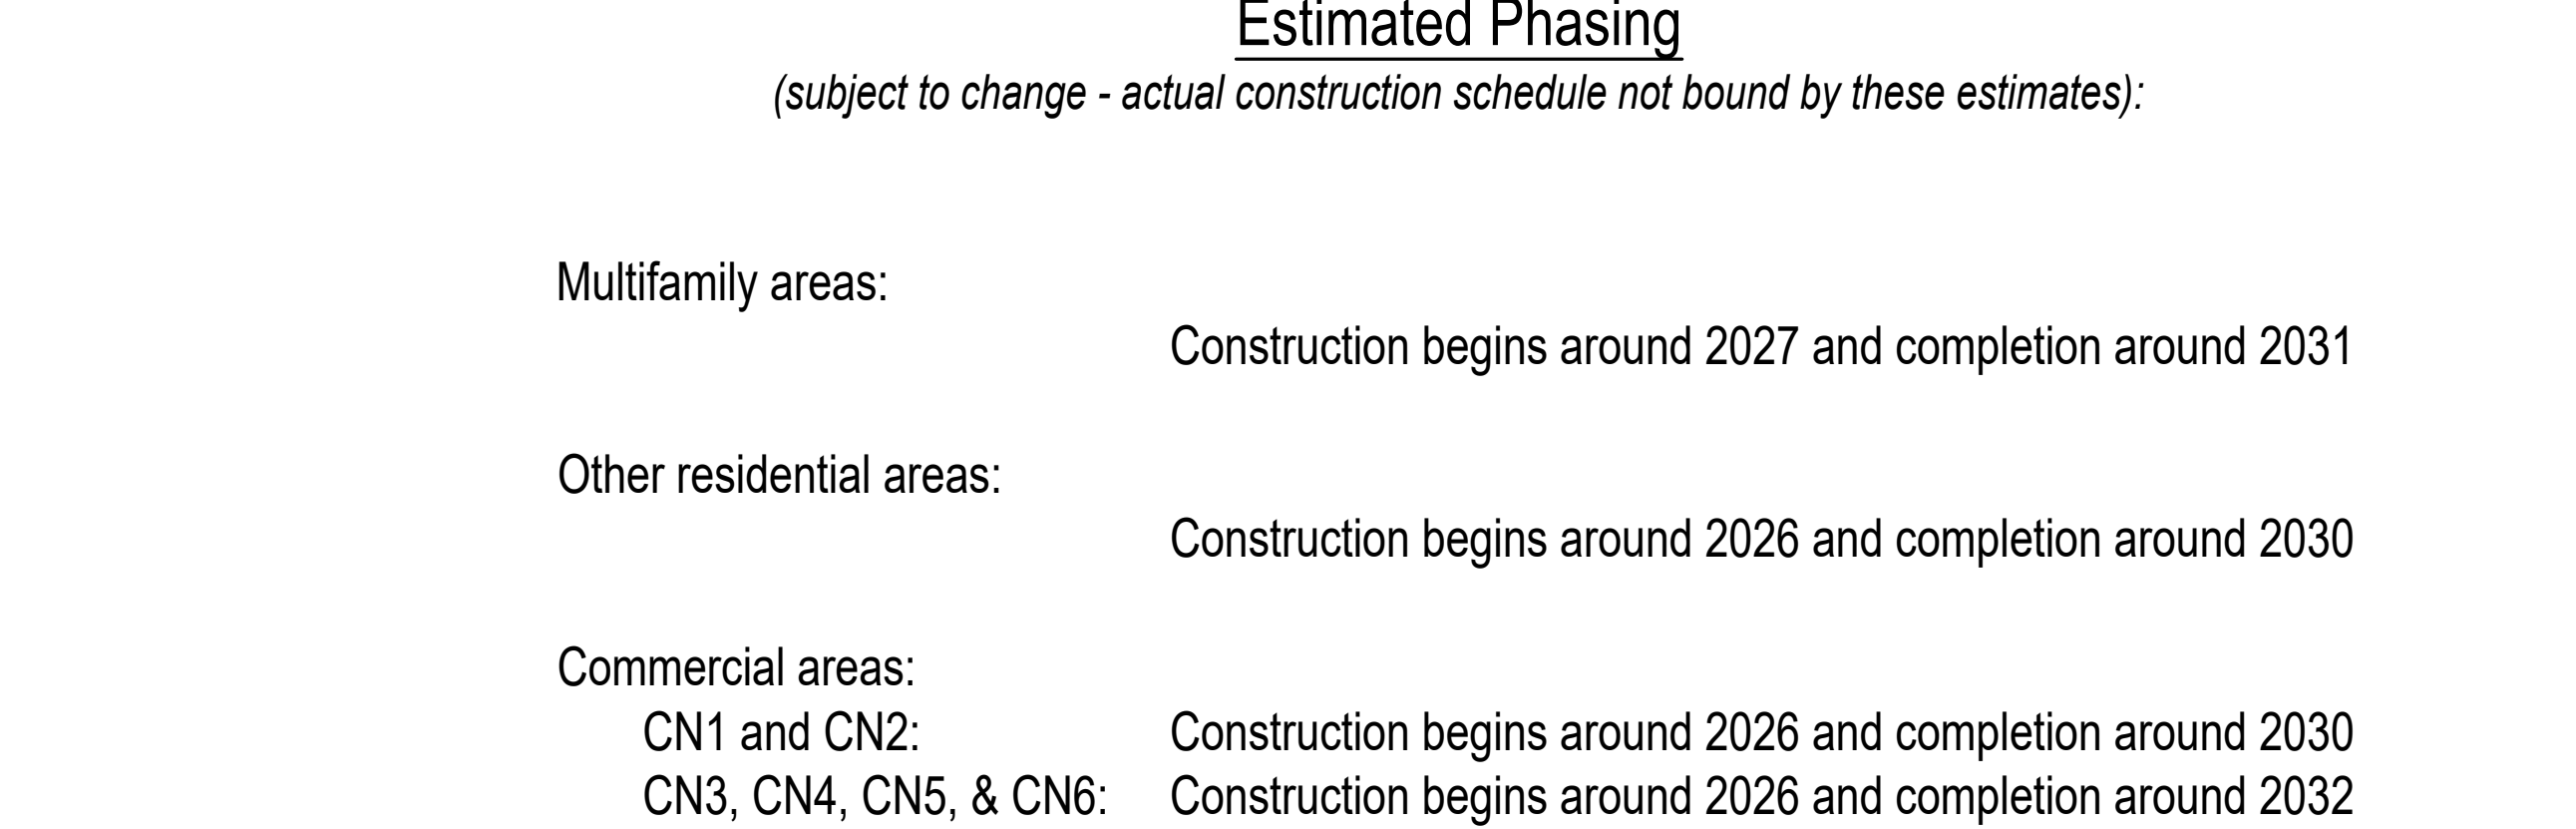 Estimated Phasing
(subject to change - actual construction schedule not bound by these estimates):
Multifamily areas:
Construction begins around 2027 and completion around 2031
Other residential areas:
Construction begins around 2026 and completion around 2030
Commercial areas:
CN1 and CN2: Construction begins around 2026 and completion around 2030
CN3, CN4, CN5, & CN6: Construction begins around 2026 and completion around 2032